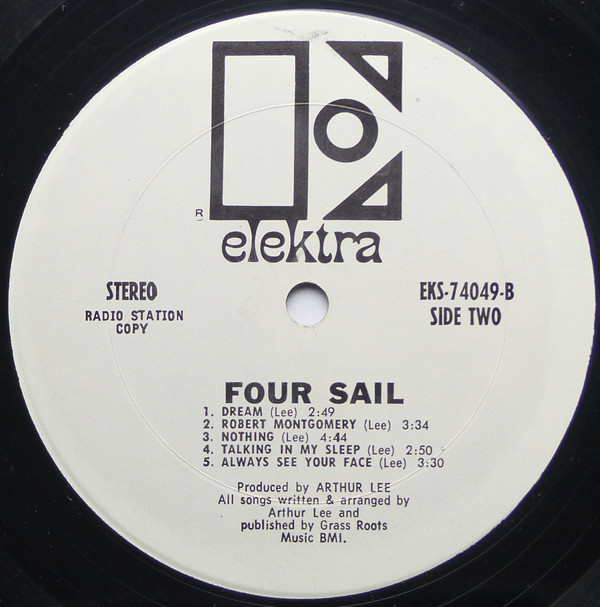 R
elektra
STEREO
RADIO STATION
COPY
EKS-74049-B
SIDE TWO
FOUR SAIL
1. DREAM (Lee) 2:49
2. ROBERT MONTGOMERY (Lee) 3:34
3. NOTHING (Lee) 4:44
4. TALKING IN MY SLEEP (Lee) 2:50
5. ALWAYS SEE YOUR FACE (Lee) 3:30
Produced by ARTHUR LEE
All songs written & arranged by
Arthur Lee and
published by Grass Roots
Music BMI.